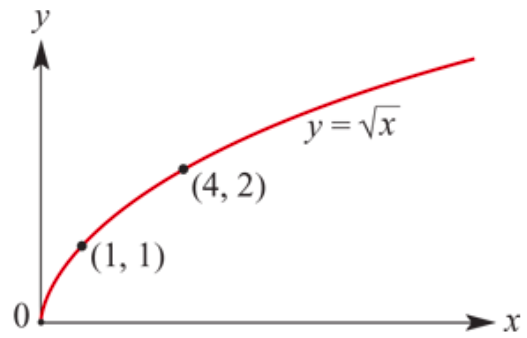 y
y = √x
(4, 2)
(1, 1)
0
x